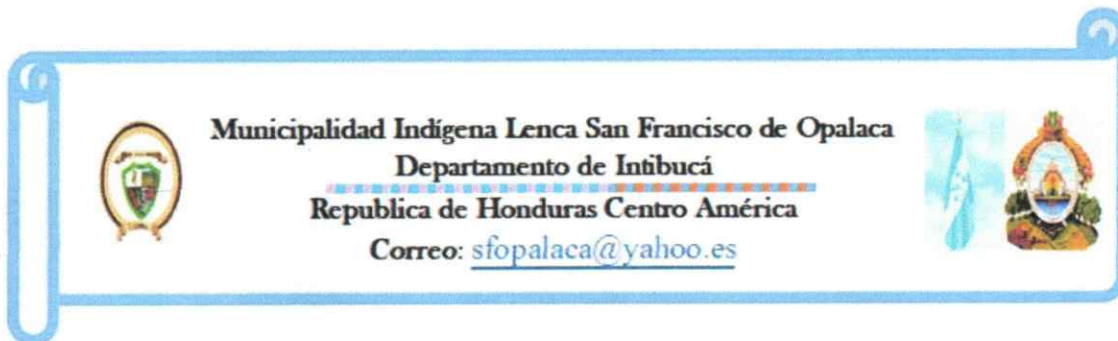 Municipalidad Indígena Lenca San Francisco de Opalaca
Departamento de Intibucá
Republica de Honduras Centro América
Correo: sfopalaca@yahoo.es